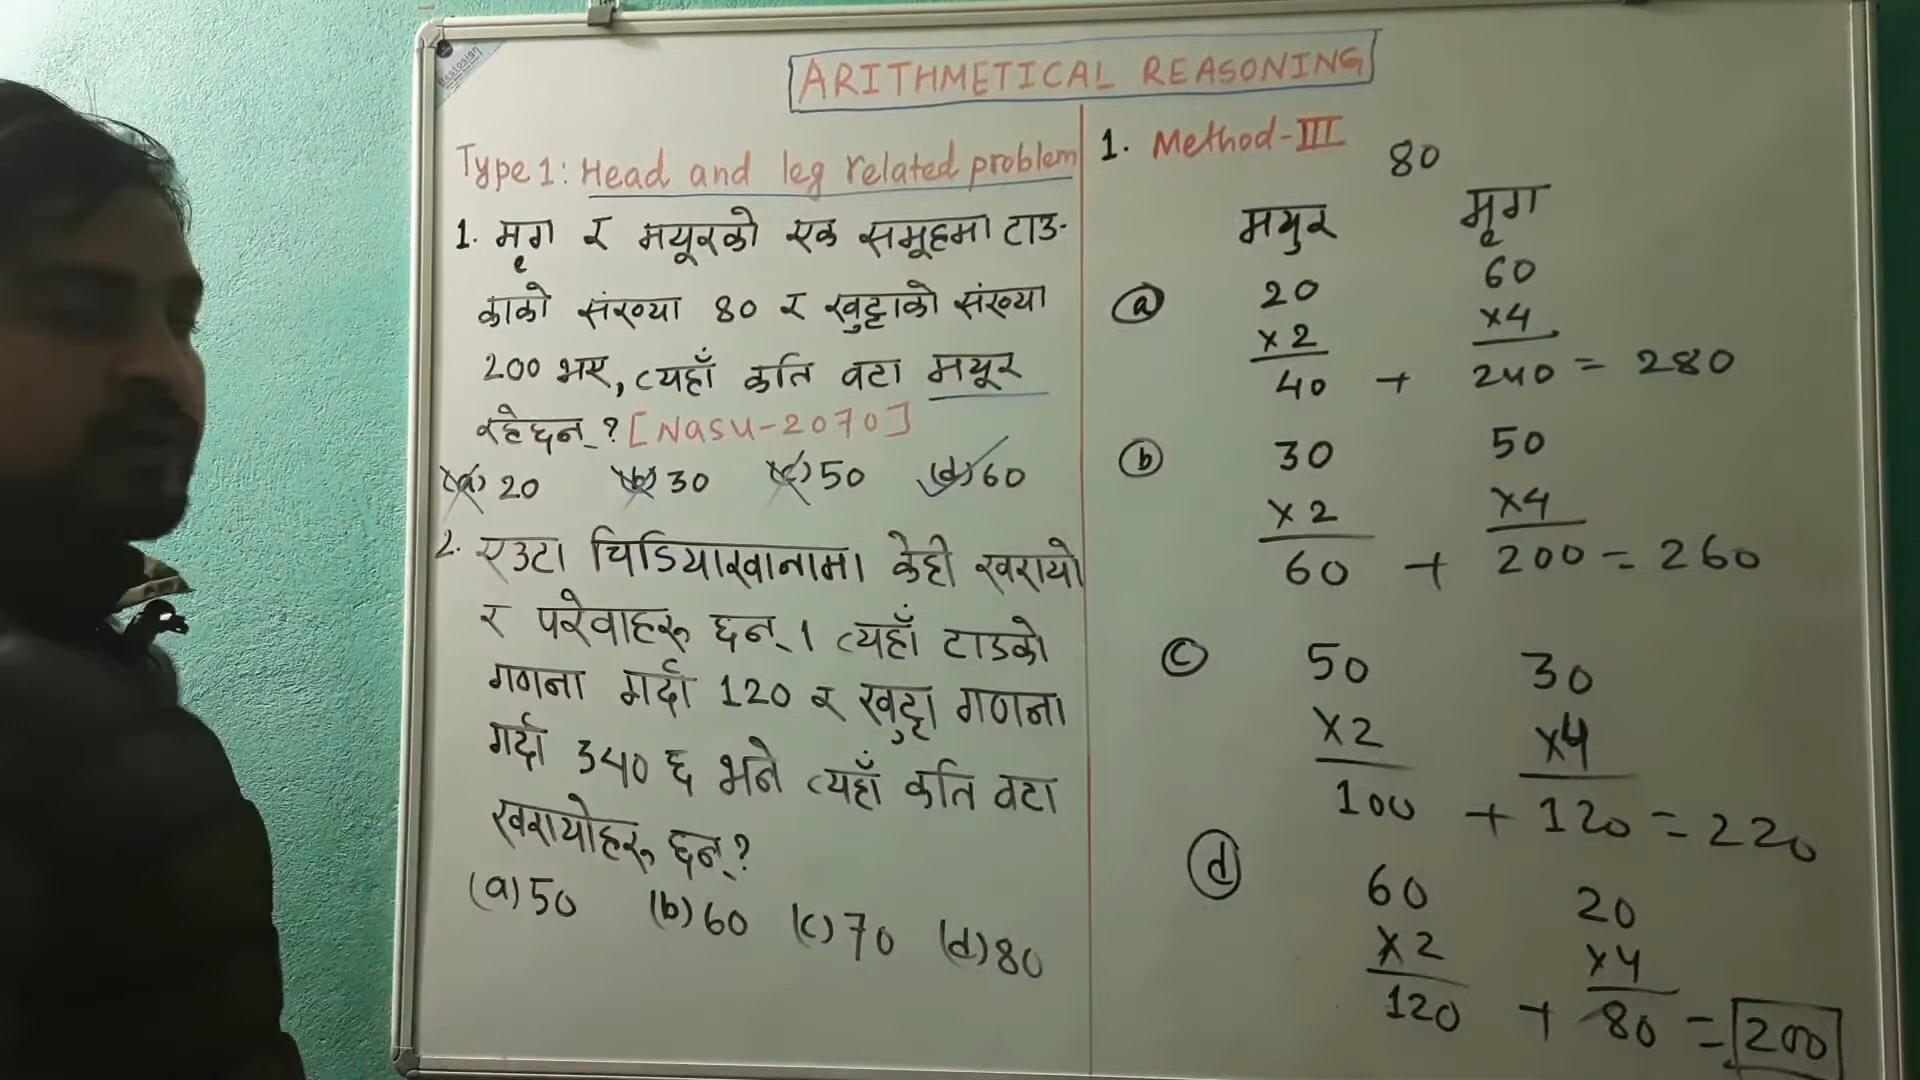 ARITHMETICAL REASONING
Type 1: Head and leg related problem
1. मृग र मयूरको एक समूहमा टाउ-
काको संख्या 80 र खुट्टाको संख्या
200 भए, त्यहाँ कति वटा मयूर
रहेछन् ? [Nasu-2070]
(a) 20 (b) 30 (c) 50 (d) 60
2. एउटा चिडियाखानामा केही खरायो
र परेवाहरू छन् । त्यहाँ टाउको
गणना गर्दा 120 र खुट्टा गणना
गर्दा 340 छ भने त्यहाँ कति वटा
खरायोहरू छन् ?
(a) 50 (b) 60 (c) 70 (d) 80
1. Method-III
80
मयुर मृग
(a) 20 60
×2 ×4
40 + 240 = 280
(b) 30 50
×2 ×4
60 + 200 = 260
(c) 50 30
×2 ×4
100 + 120 = 220
(d) 60 20
×2 ×4
120 + 80 = 200